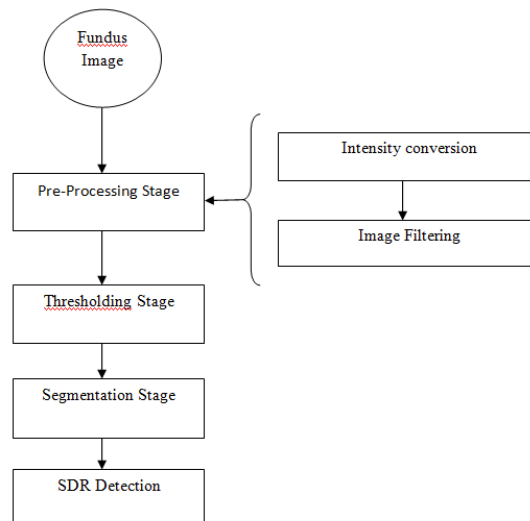 Fundus
Image
Pre-Processing Stage
Intensity conversion
Image Filtering
Thresholding Stage
Segmentation Stage
SDR Detection